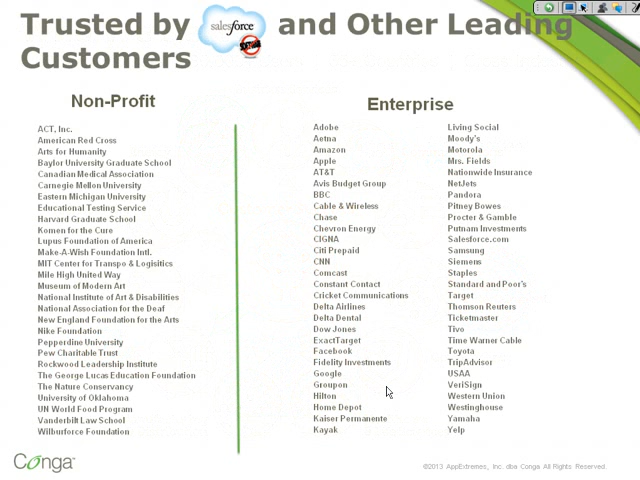 Trusted by salesforce and Other Leading
Customers
Non-Profit
ACT, Inc.
American Red Cross
Arts for Humanity
Baylor University Graduate School
Canadian Medical Association
Carnegie Mellon University
Eastern Michigan University
Educational Testing Service
Harvard Graduate School
Komen for the Cure
Lupus Foundation of America
Make-A-Wish Foundation Intl.
MIT Center for Transpo & Logisitics
Mile High United Way
Museum of Modern Art
National Institute of Art & Disabilities
National Association for the Deaf
New England Foundation for the Arts
Nike Foundation
Pepperdine University
Pew Charitable Trust
Rockwood Leadership Institute
The George Lucas Education Foundation
The Nature Conservancy
University of Oklahoma
UN World Food Program
Vanderbilt Law School
Wilburforce Foundation
Enterprise
Adobe
Aetna
Amazon
Apple
AT&T
Avis Budget Group
BBC
Cable & Wireless
Chase
Chevron Energy
CIGNA
Citi Prepaid
CNN
Comcast
Constant Contact
Cricket Communications
Delta Airlines
Delta Dental
Dow Jones
ExactTarget
Facebook
Fidelity Investments
Google
Groupon
Hilton
Home Depot
Kaiser Permanente
Kayak
Living Social
Moody's
Motorola
Mrs. Fields
Nationwide Insurance
NetJets
Pandora
Pitney Bowes
Procter & Gamble
Putnam Investments
Salesforce.com
Samsung
Siemens
Staples
Standard and Poor's
Target
Thomson Reuters
Ticketmaster
Tivo
Time Warner Cable
Toyota
TripAdvisor
USAA
VeriSign
Western Union
Westinghouse
Yamaha
Yelp
Conga
©2013 AppExtremes, Inc. dba Conga. All Rights Reserved.